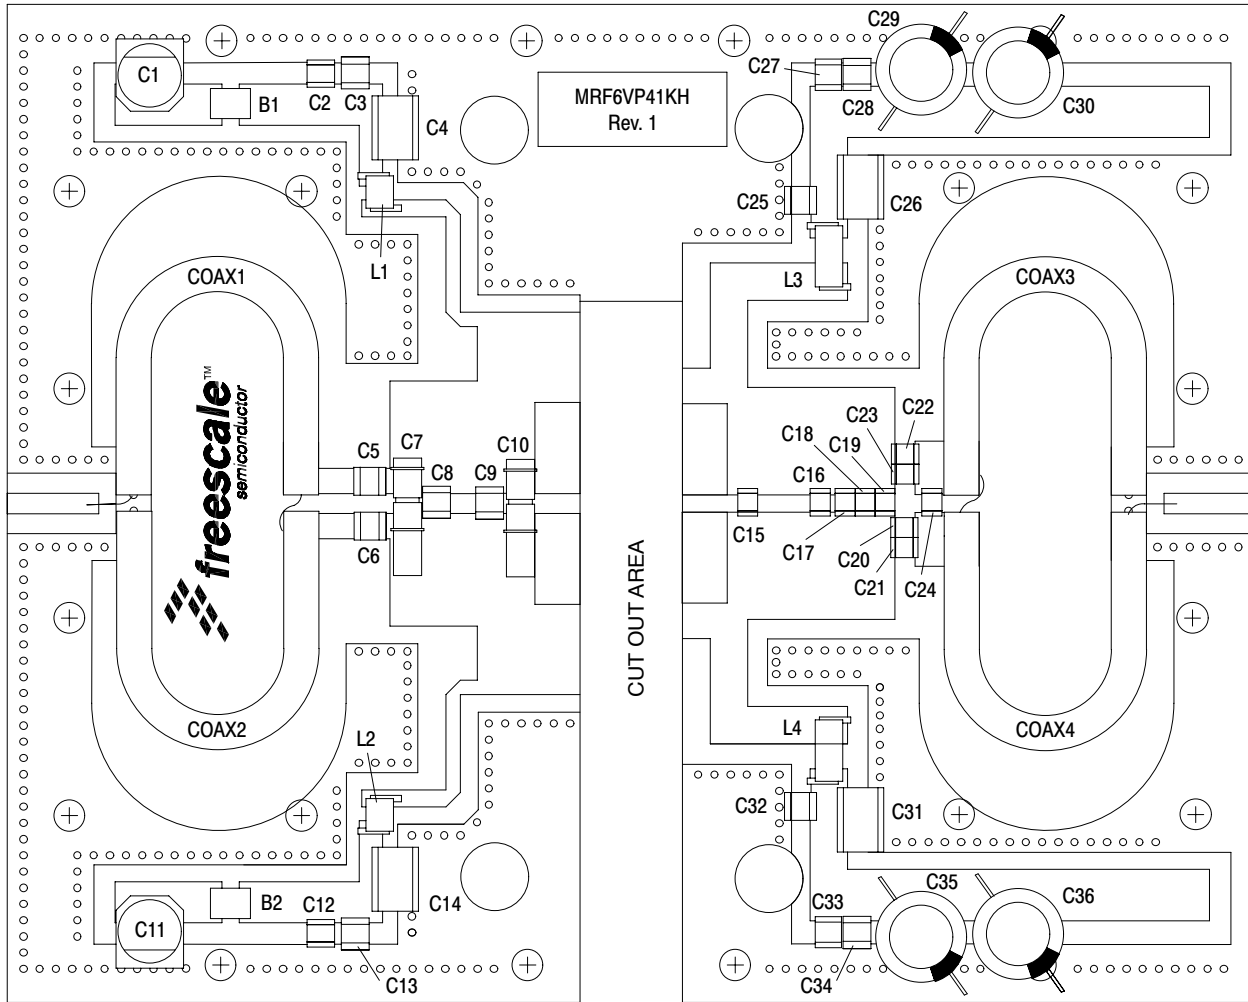 C29
C1
C27
C2
C3
C28
C30
B1
MRF6VP41KH
Rev. 1
C4
C25
C26
L1
L3
COAX1
COAX3
freescale™
semiconductor
C23
C22
C18
C19
C5
C7
C10
C8
C9
C16
C15
C17
C6
C20
C21
C24
CUT OUT AREA
COAX2
COAX4
L2
L4
C32
C31
B2
C12
C14
C35
C36
C33
C11
C13
C34